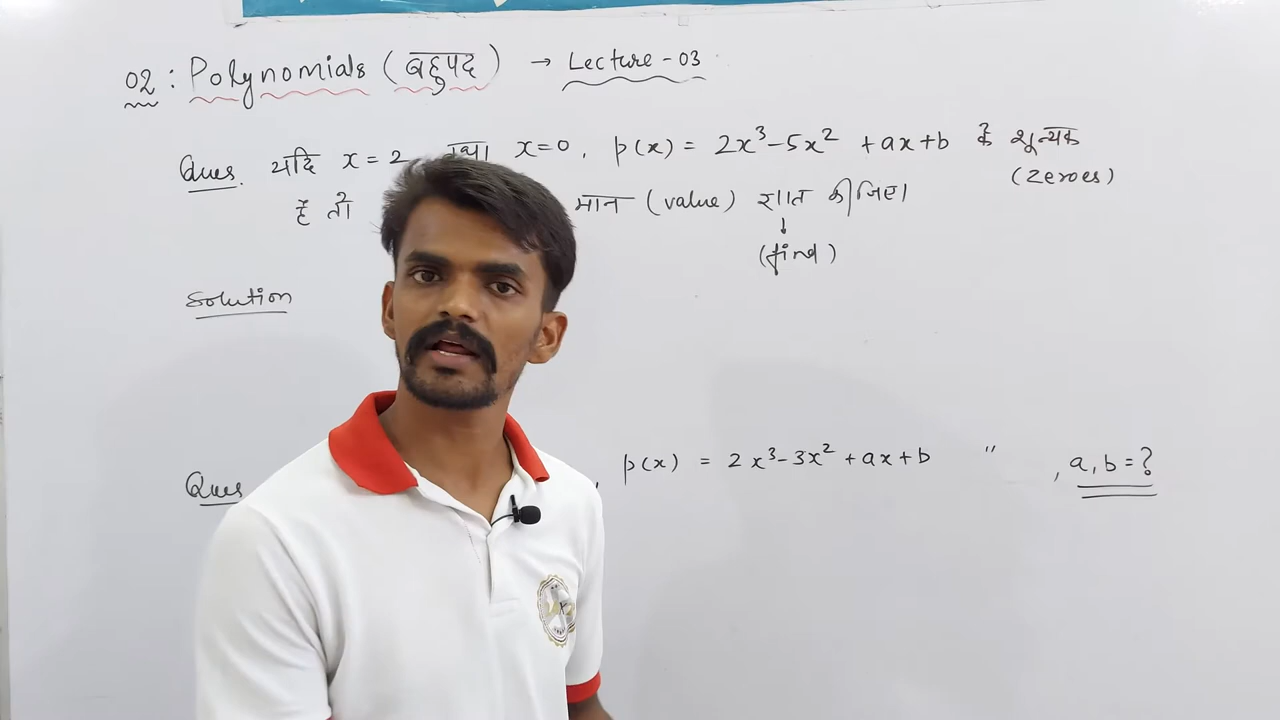 02 : Polynomials (बहुपद) → Lecture - 03
Ques. यदि x = 2 तथा x=0, p(x) = 2x³-5x² +ax+b के शून्यक
(Zeroes)
हैं तो मान (value) ज्ञात कीजिए।
↓
(find)
Solution
Ques , p(x) = 2x³-3x²+ax+b " , a, b = ?